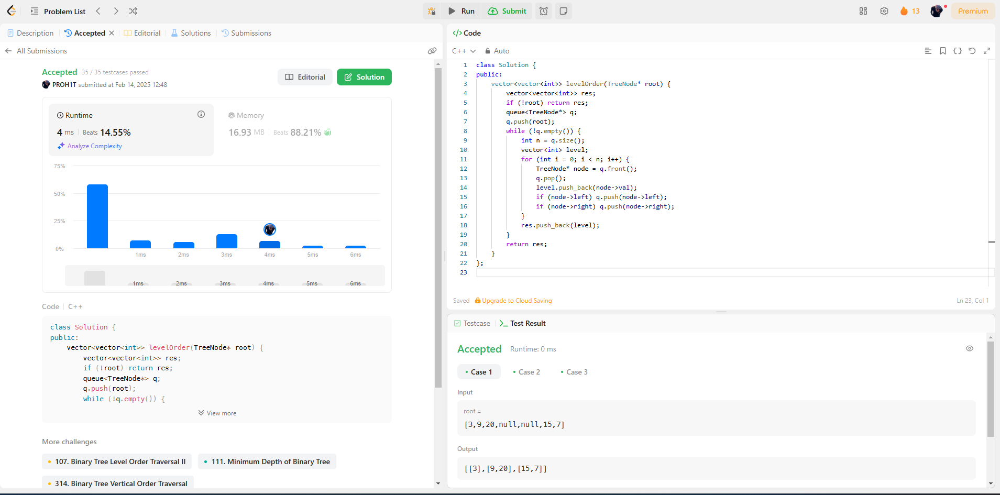 Problem List
Run
Submit
13
Premium
Description
Accepted
Editorial
Solutions
Submissions
All Submissions
Accepted 35 / 35 testcases passed
PROH1T submitted at Feb 14, 2025 12:48
Editorial
Solution
Runtime
4 ms Beats 14.55%
Analyze Complexity
Memory
16.93 MB Beats 88.21%
75%
50%
25%
0%
1ms 2ms 3ms 4ms 5ms 6ms
1ms 2ms 3ms 4ms 5ms 6ms
Code C++
class Solution {
public:
    vector<vector<int>> levelOrder(TreeNode* root) {
        vector<vector<int>> res;
        if (!root) return res;
        queue<TreeNode*> q;
        q.push(root);
        while (!q.empty()) {
View more
More challenges
107. Binary Tree Level Order Traversal II
111. Minimum Depth of Binary Tree
314. Binary Tree Vertical Order Traversal
</> Code
C++ Auto
1 class Solution {
2 public:
3     vector<vector<int>> levelOrder(TreeNode* root) {
4         vector<vector<int>> res;
5         if (!root) return res;
6         queue<TreeNode*> q;
7         q.push(root);
8         while (!q.empty()) {
9             int n = q.size();
10             vector<int> level;
11             for (int i = 0; i < n; i++) {
12                 TreeNode* node = q.front();
13                 q.pop();
14                 level.push_back(node->val);
15                 if (node->left) q.push(node->left);
16                 if (node->right) q.push(node->right);
17             }
18             res.push_back(level);
19         }
20         return res;
21     }
22 };
23
Saved Upgrade to Cloud Saving
Ln 23, Col 1
Testcase
Test Result
Accepted Runtime: 0 ms
• Case 1 • Case 2 • Case 3
Input
root =
[3,9,20,null,null,15,7]
Output
[[3],[9,20],[15,7]]